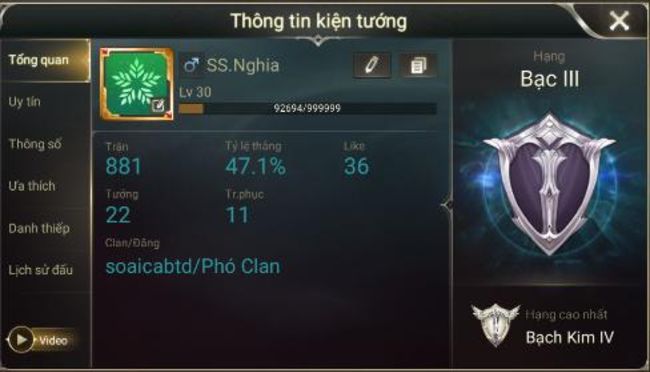 Thông tin kiện tướng
Tổng quan
Uy tín
Thông số
Ưa thích
Danh thiếp
Lịch sử đấu
Video
SS.Nghia
Lv 30
92694/999999
Trận
Tỷ lệ thắng
Like
881
47.1%
36
Tướng
Tr.phục
22
11
Clan/Đẳng
soaicabtd/Phó Clan
Hạng
Bạc III
Hạng cao nhất
Bạch Kim IV